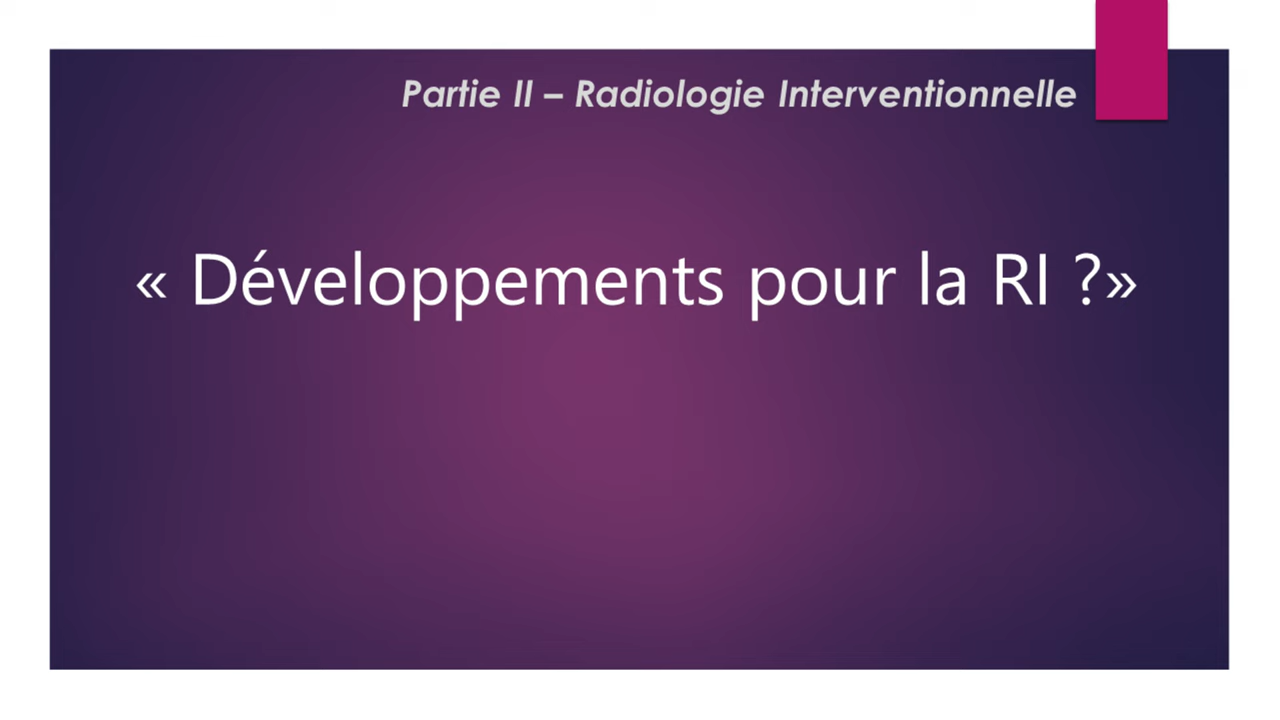 Partie II – Radiologie Interventionnelle
« Développements pour la RI ?»